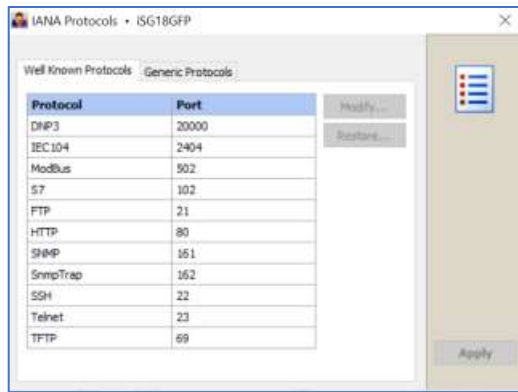 IANA Protocols • iSG18GFP
Well Known Protocols Generic Protocols
Protocol Port
DNP3 20000
IEC104 2404
ModBus 502
S7 102
FTP 21
HTTP 80
SNMP 161
SnmpTrap 162
SSH 22
Telnet 23
TFTP 69
Modify...
Restore...
Apply